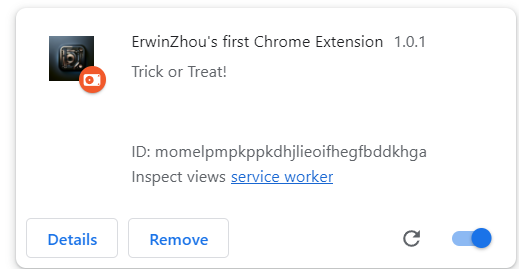 ErwinZhou's first Chrome Extension 1.0.1
Trick or Treat!
ID: momelpmpkppkdhjlieoifhegfbddkhga
Inspect views service worker
Details Remove